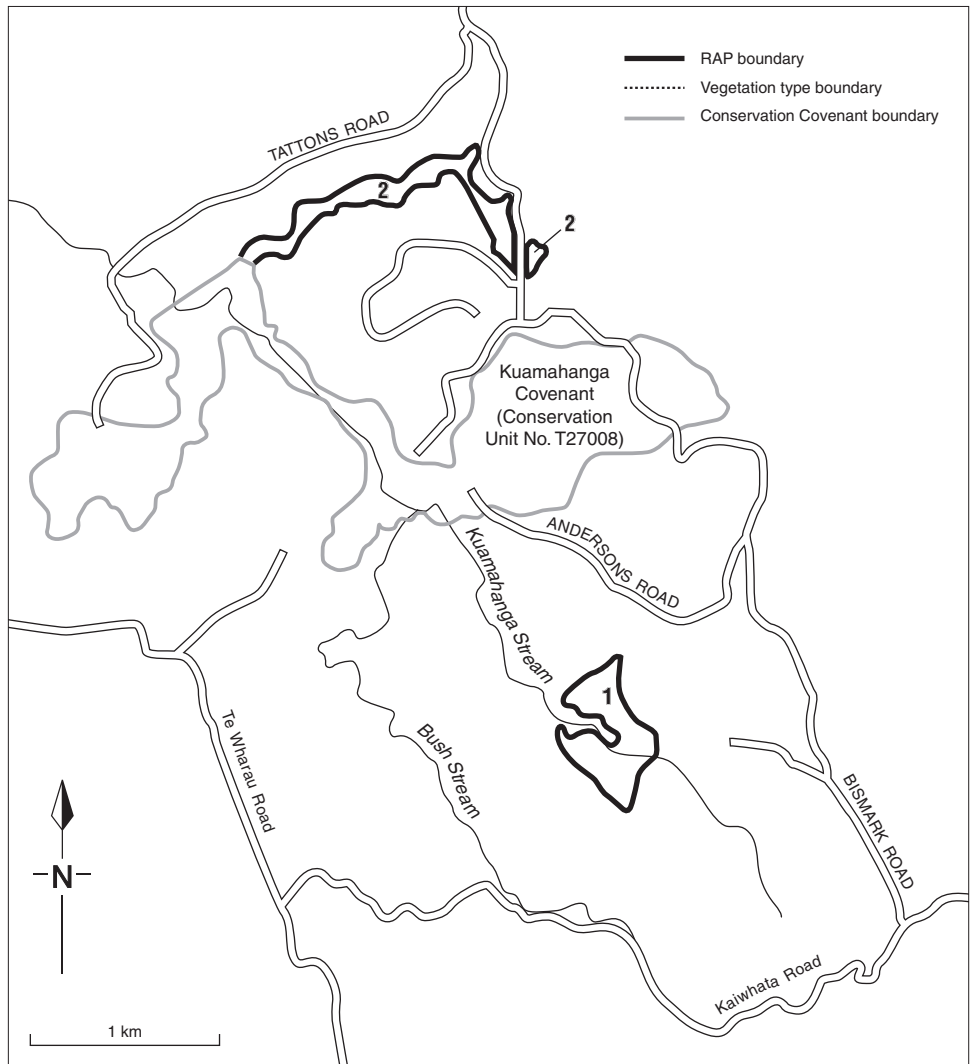 RAP boundary
Vegetation type boundary
Conservation Covenant boundary
TATTONS ROAD
2
2
Kuamahanga
Covenant
(Conservation
Unit No. T27008)
ANDERSONS ROAD
Kuamahanga Stream
1
Te Wharau Road
Bush Stream
BISMARK ROAD
N
Kaiwhata Road
1 km